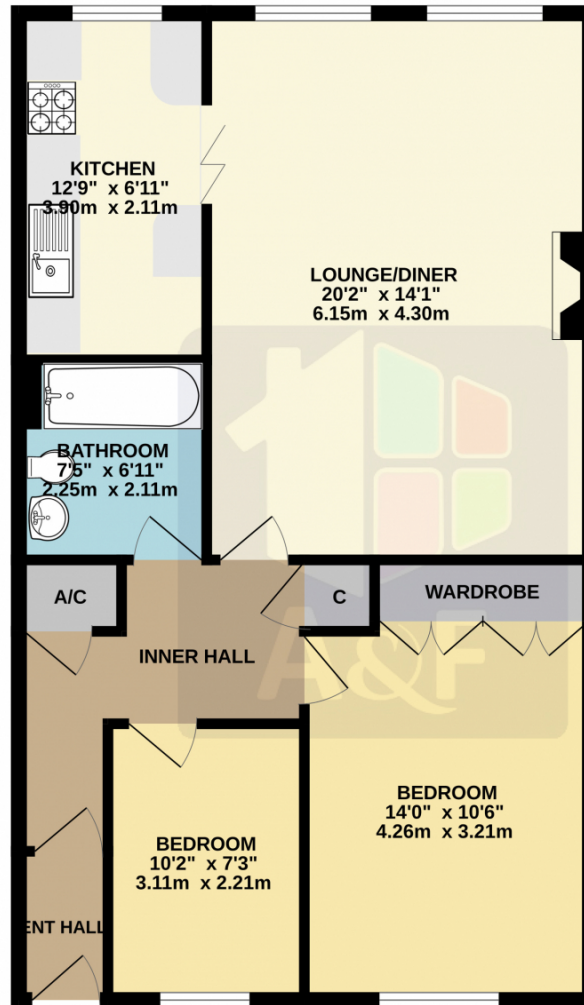 KITCHEN
12'9" x 6'11"
3.90m x 2.11m
LOUNGE/DINER
20'2" x 14'1"
6.15m x 4.30m
BATHROOM
7'5" x 6'11"
2.25m x 2.11m
A/C
C
WARDROBE
INNER HALL
A&F
BEDROOM
14'0" x 10'6"
4.26m x 3.21m
BEDROOM
10'2" x 7'3"
3.11m x 2.21m
ENT HALL